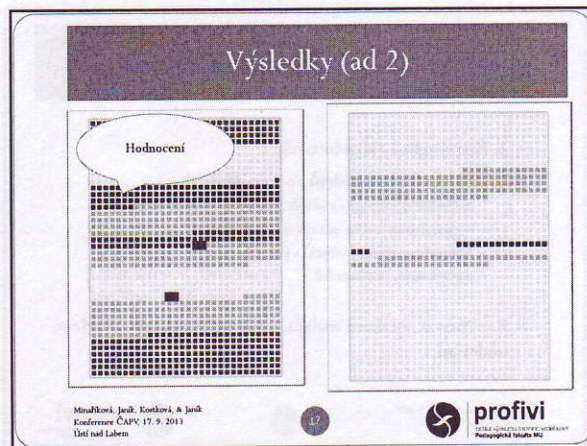 Výsledky (ad 2)
Hodnocení
Minaříková, Janík, Kostková, & Janík
Konference ČAPV, 17. 9. 2013
Ústí nad Labem
17
profivi
Pedagogická fakulta MU